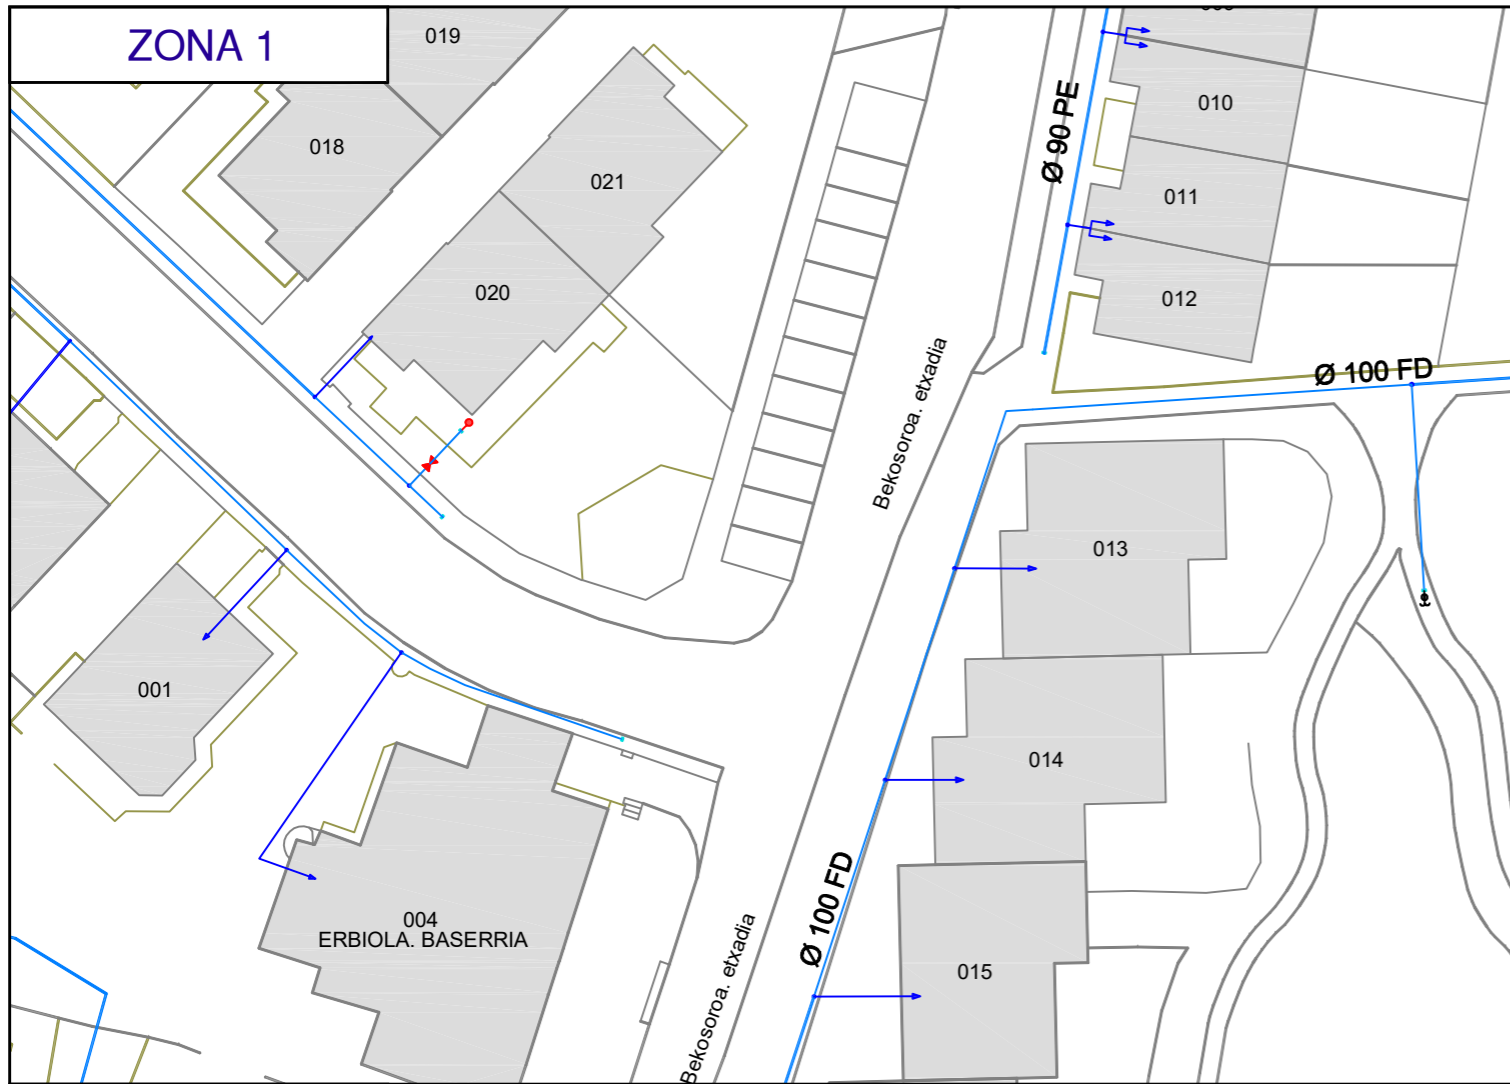 ZONA 1
019
018
021
020
Ø 90 PE
010
011
012
Ø 100 FD
Bekosoroa. etxadia
013
001
014
004
ERBIOLA. BASERRIA
Ø 100 FD
015
Bekosoroa. etxadia